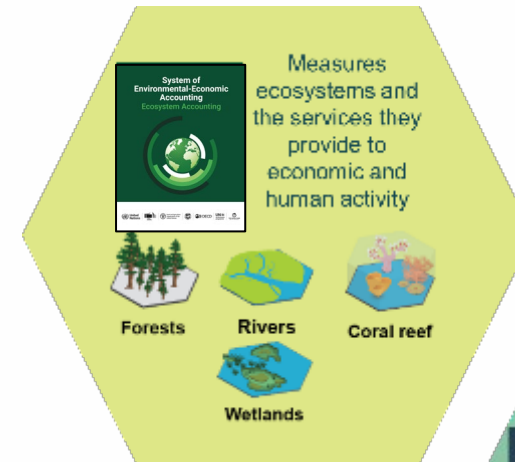 System of
Environmental-Economic
Accounting
Ecosystem Accounting
Measures
ecosystems and
the services they
provide to
economic and
human activity
Forests
Rivers
Coral reef
Wetlands